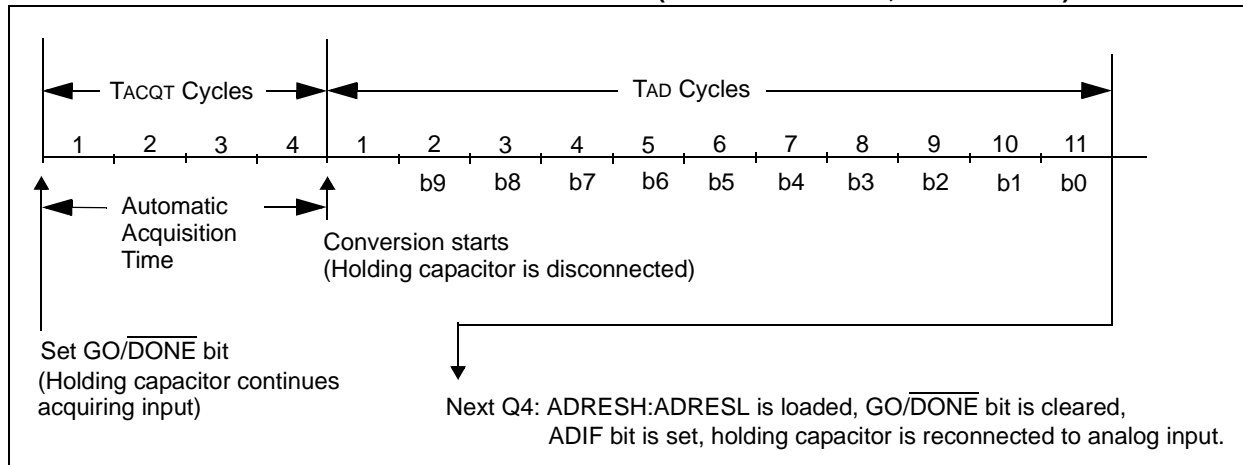 TACQT Cycles TAD Cycles
1 2 3 4 1 2 3 4 5 6 7 8 9 10 11
b9 b8 b7 b6 b5 b4 b3 b2 b1 b0
Automatic
Acquisition
Time
Conversion starts
(Holding capacitor is disconnected)
Set GO/DONE bit
(Holding capacitor continues
acquiring input)
Next Q4: ADRESH:ADRESL is loaded, GO/DONE bit is cleared,
ADIF bit is set, holding capacitor is reconnected to analog input.